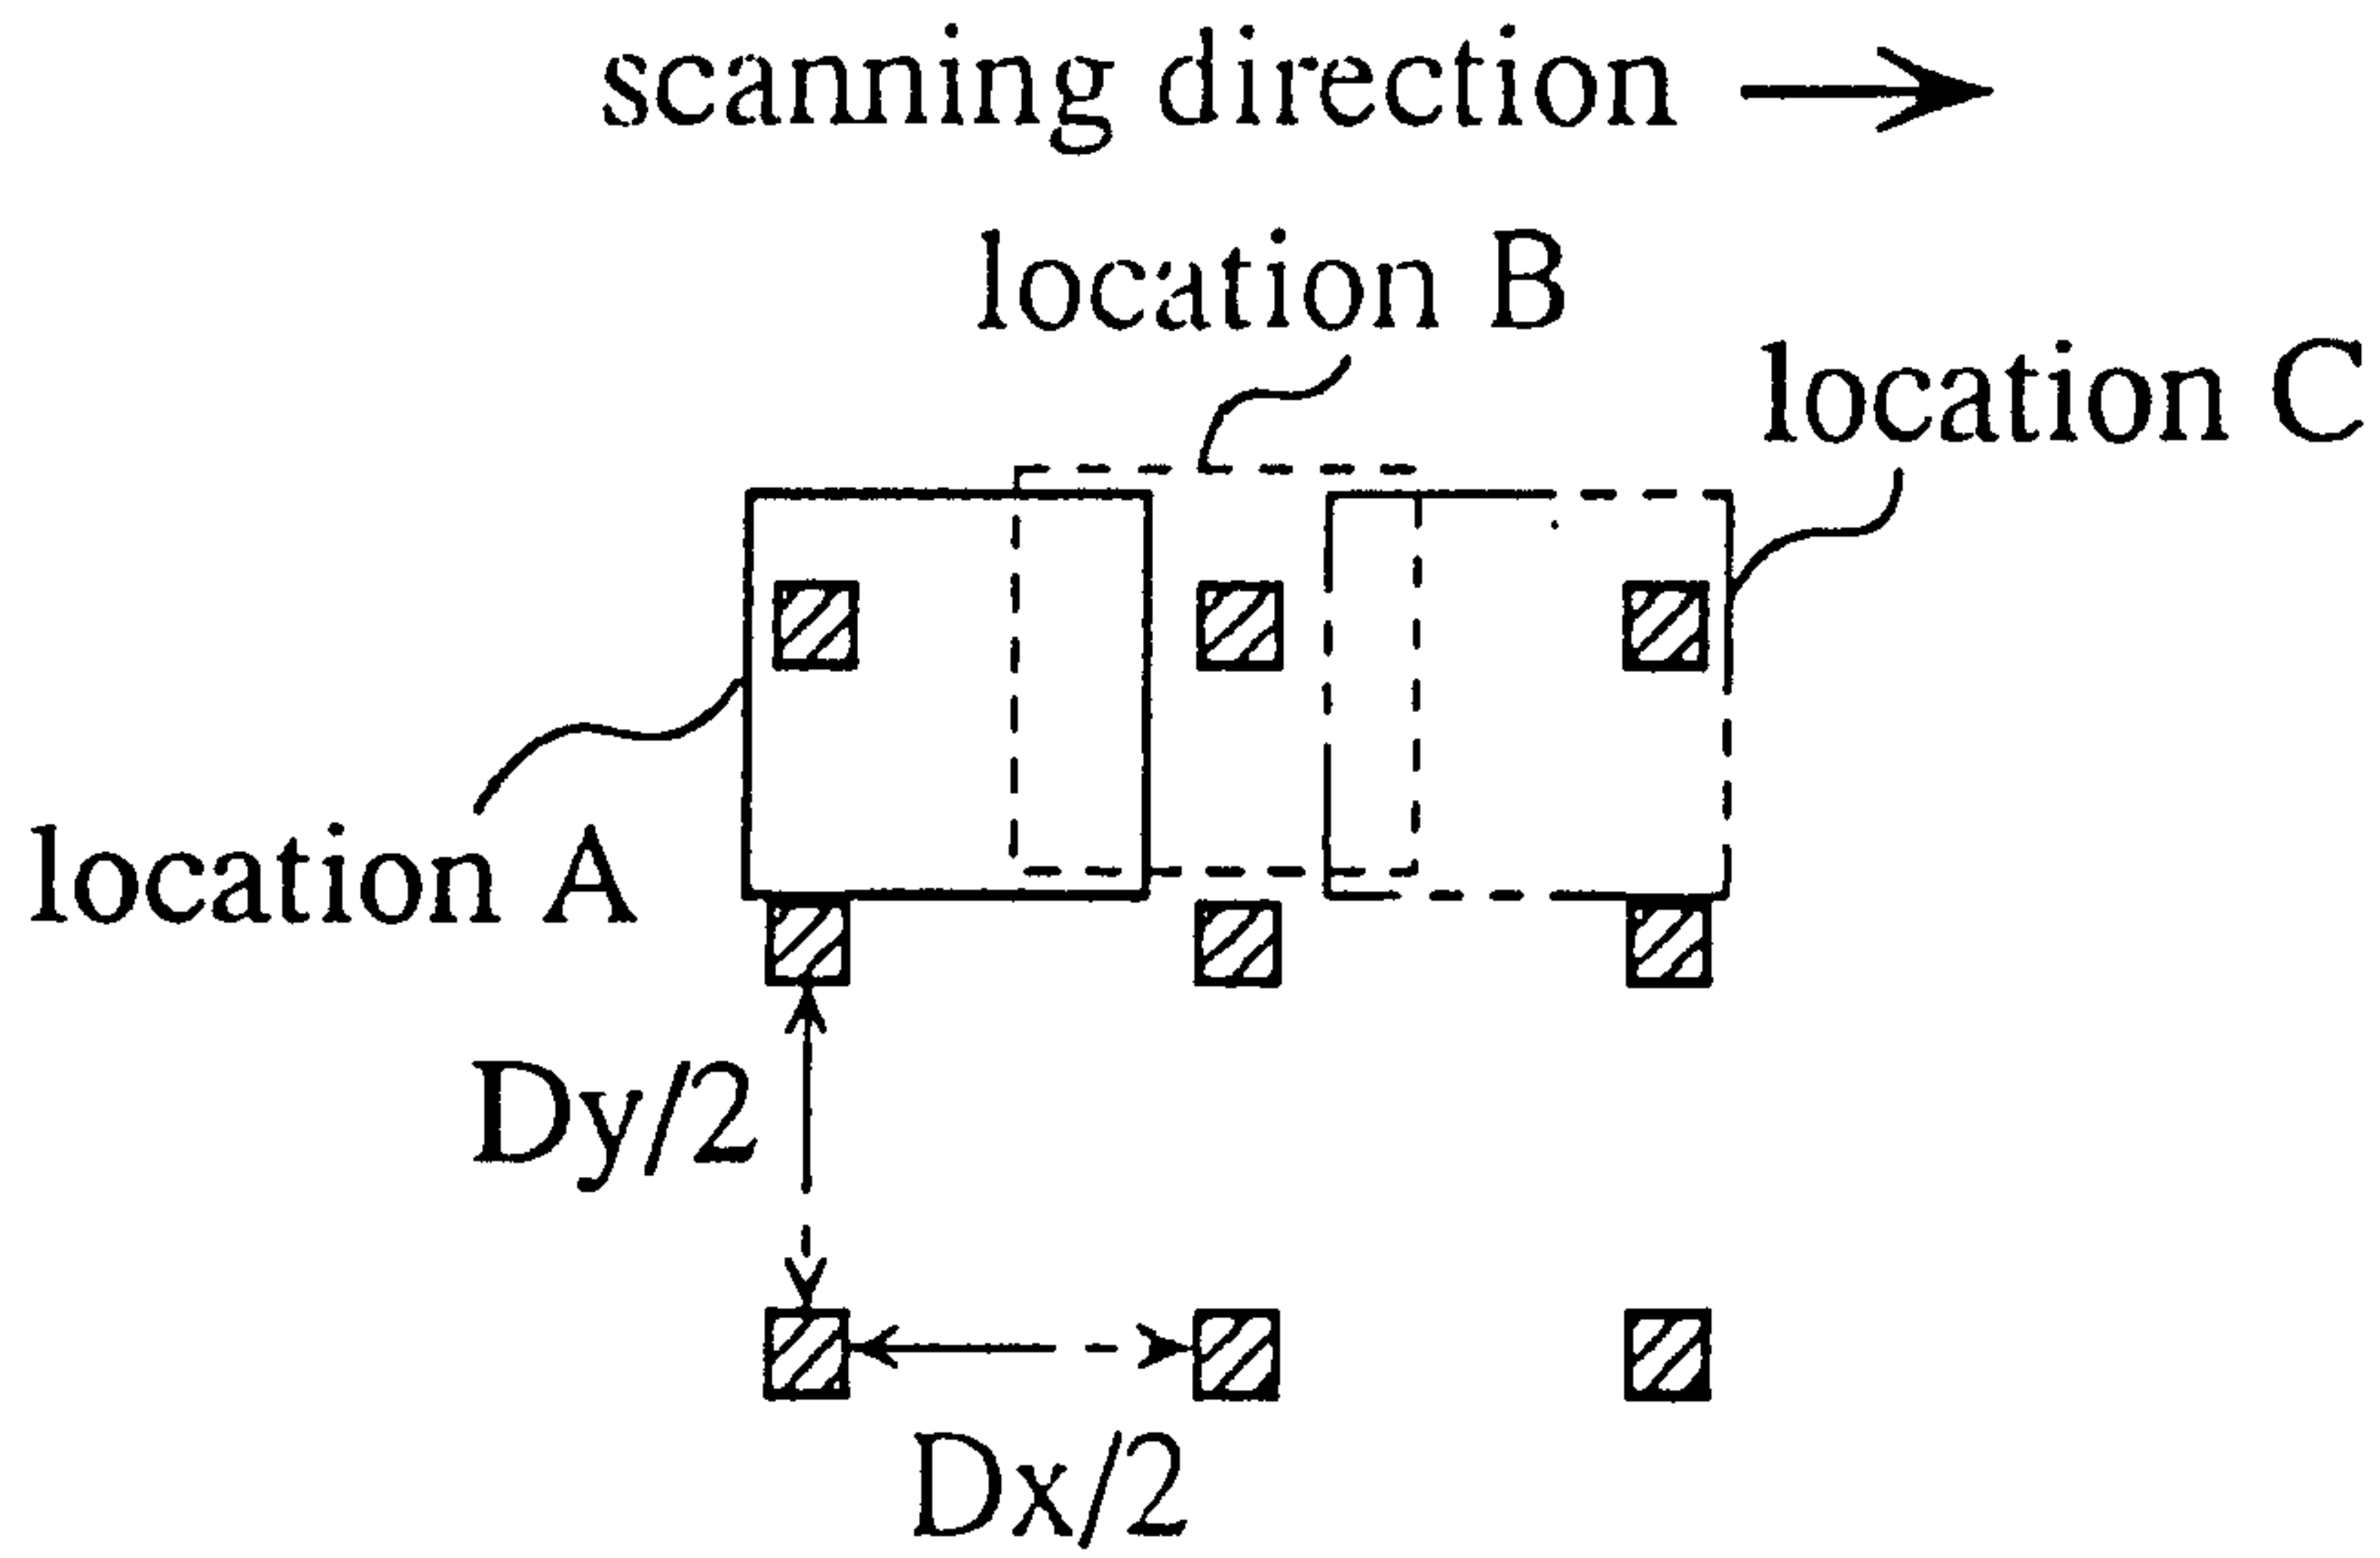 scanning direction
location B
location C
location A
Dy/2
Dx/2